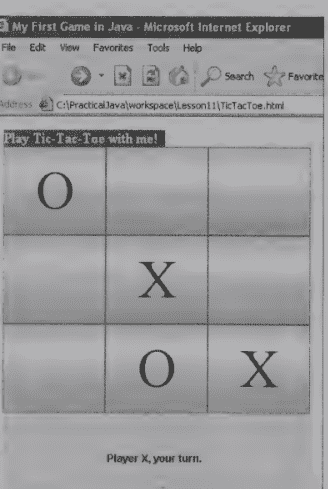 My First Game in Java - Microsoft Internet Explorer
File Edit View Favorites Tools Help
Search Favorite
Address C:\PracticalJava\workspace\Lesson11\TicTacToe.html
Play Tic-Tac-Toe with me!
O
X
O X
Player X, your turn.